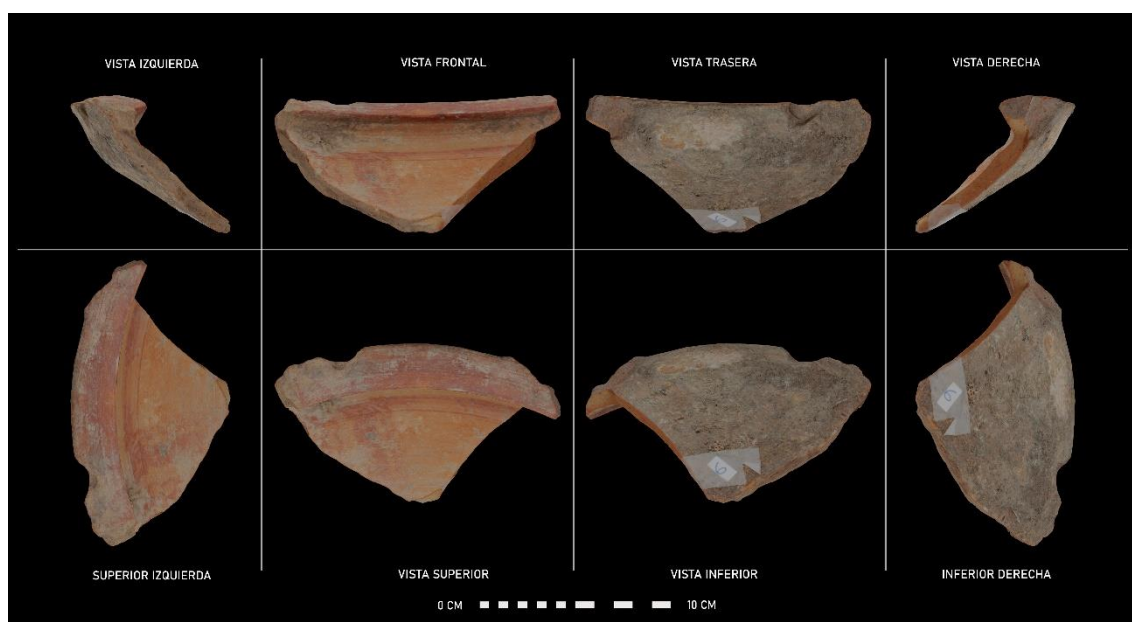 VISTA IZQUIERDA
VISTA FRONTAL
VISTA TRASERA
VISTA DERECHA
SUPERIOR IZQUIERDA
VISTA SUPERIOR
VISTA INFERIOR
INFERIOR DERECHA
0 CM
10 CM